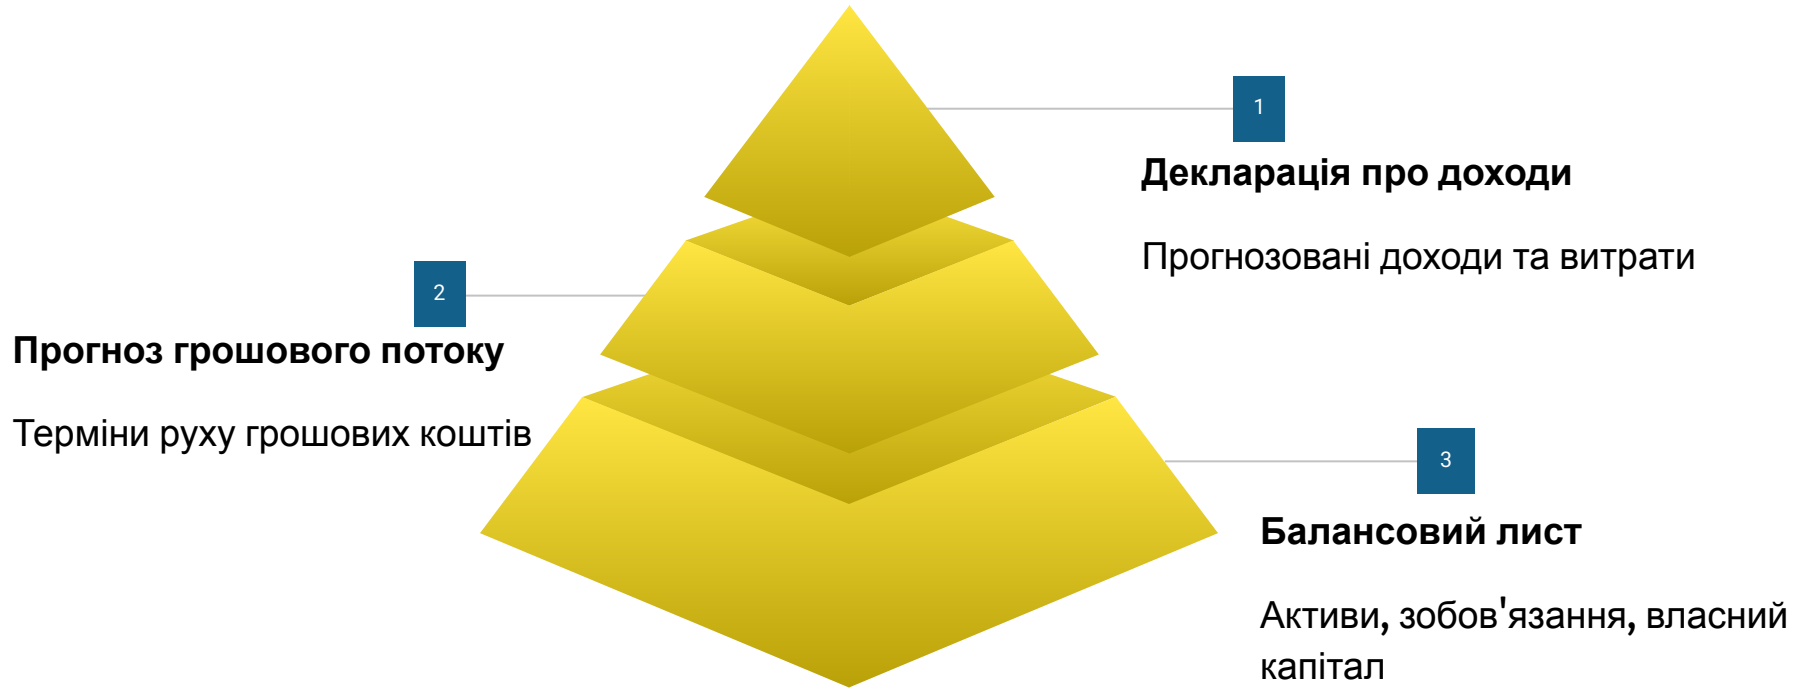 1
Декларація про доходи
Прогнозовані доходи та витрати
2
Прогноз грошового потоку
Терміни руху грошових коштів
3
Балансовий лист
Активи, зобов'язання, власний
капітал